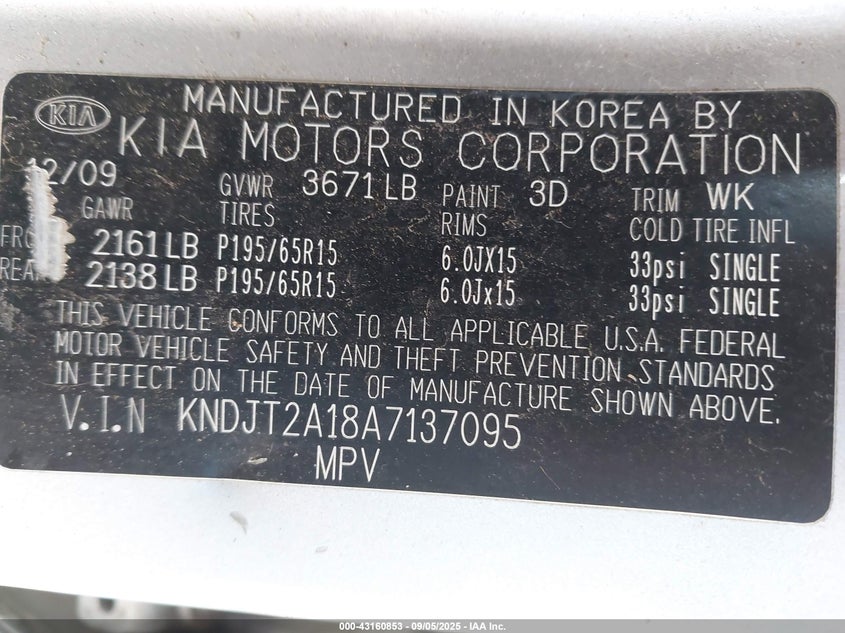 KIA
MANUFACTURED IN KOREA BY
KIA MOTORS CORPORATION
12/09 GVWR 3671 LB PAINT 3D TRIM WK
GAWR TIRES RIMS COLD TIRE INFL
2161 LB P195/65R15 6.0JX15 33psi SINGLE
REA 2138 LB P195/65R15 6.0Jx15 33psi SINGLE
THIS VEHICLE CONFORMS TO ALL APPLICABLE U.S.A. FEDERAL
MOTOR VEHICLE SAFETY AND THEFT PREVENTION STANDARDS
IN EFFECT ON THE DATE OF MANUFACTURE SHOWN ABOVE.
V.I.N KNDJT2A18A7137095
MPV
000-43160853 - 09/05/2025 - IAA Inc.